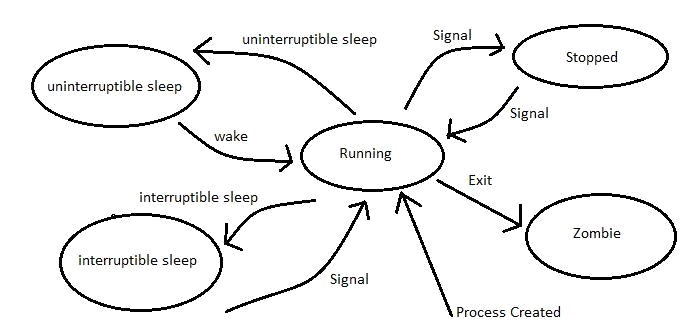 uninterruptible sleep
Signal
Stopped
uninterruptible sleep
Signal
wake
Running
Exit
interruptible sleep
Zombie
interruptible sleep
Signal
Process Created